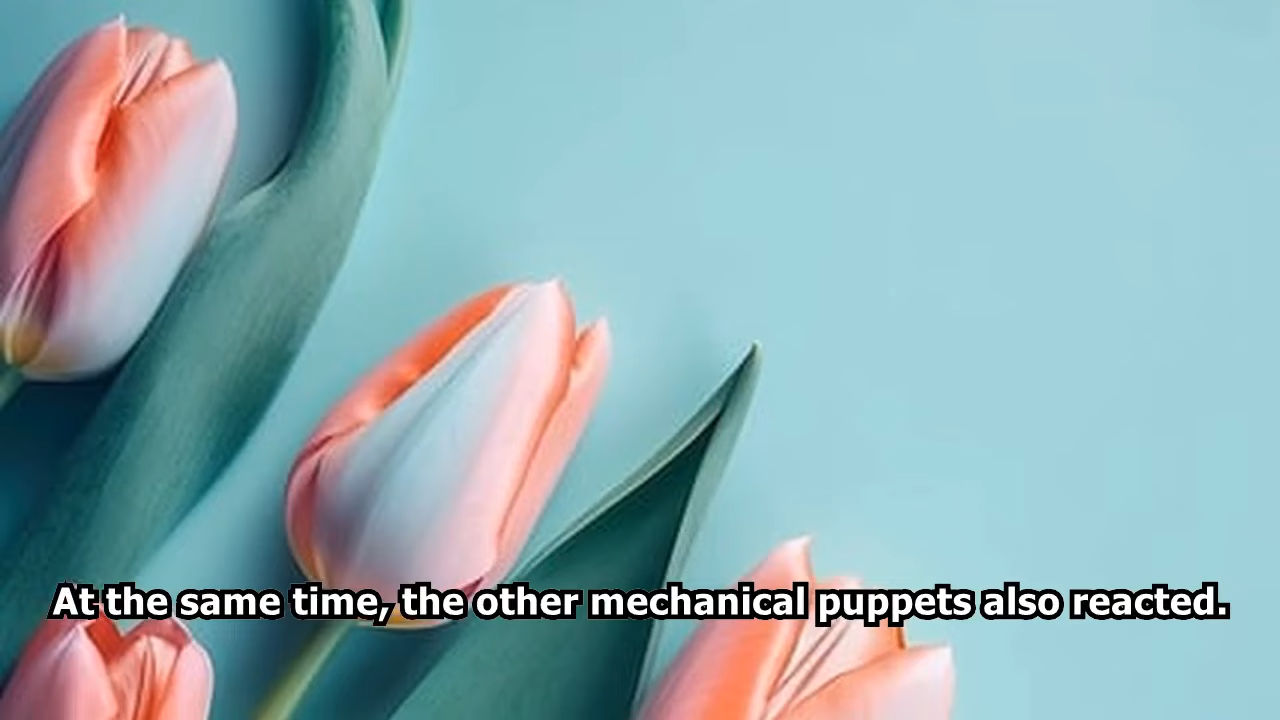 At the same time, the other mechanical puppets also reacted.